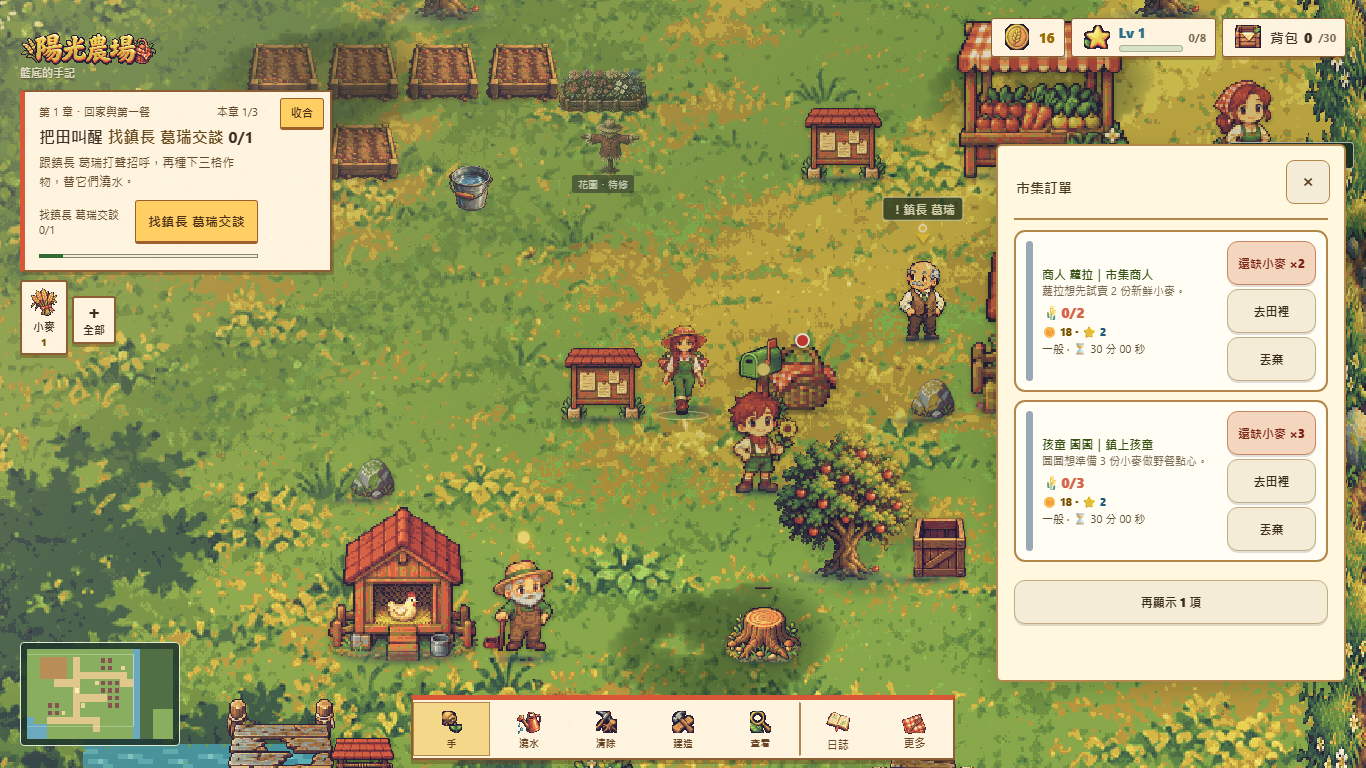 陽光農場
籃底的手記
第 1 章 · 回家與第一餐
本章 1/3
收合
把田叫醒 找鎮長 葛瑞交談 0/1
跟鎮長 葛瑞打聲招呼，再種下三格作
物，替它們澆水。
找鎮長 葛瑞交談
0/1
找鎮長 葛瑞交談
小麥
1
+
全部
16
Lv 1
0/8
背包 0 /30
花圃 · 待修
! 鎮長 葛瑞
市集訂單
×
商人 蘿拉 | 市集商人
蘿拉想先試賣 2 份新鮮小麥。
0/2
18 · 2
一般 · 30 分 00 秒
還缺小麥 ×2
去田裡
丟棄
孩童 圓圓 | 鎮上孩童
圓圓想準備 3 份小麥做野餐點心。
0/3
18 · 2
一般 · 30 分 00 秒
還缺小麥 ×3
去田裡
丟棄
再顯示 1 項
手
澆水
清除
建造
查看
日誌
更多